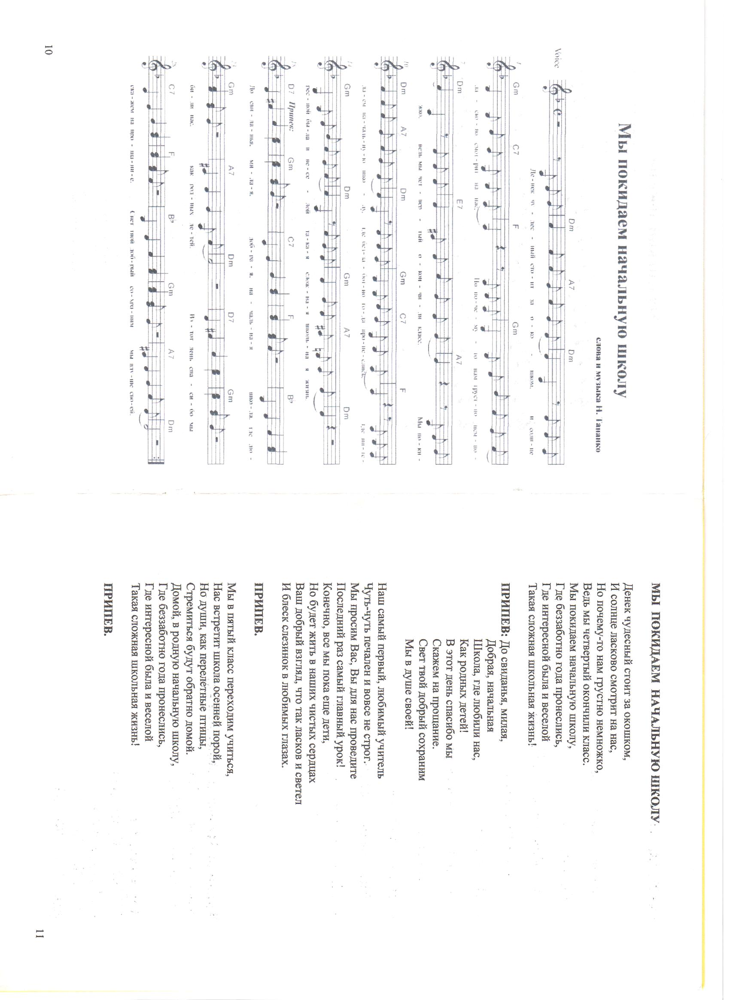 Мы покидаем начальную школу
слова и музыка Н. Тананко
Voice
Dm A7 Dm
Де - нек чу - дес - ный сто - ит за о - ко - шком, и солн - це
4
Gm C7 F Gm
ла - ско - во смот - рит на нас, Но по - че - му - то нам груст - но нем - но -
7
Dm E7 A7
жко, ведь мы чет - вер - тый о - кон - чи - ли класс. Мы по - ки -
10
Dm A7 Dm Gm C7 F
да - ем на - чаль - ну - ю шко - лу, где без - за - бот - но го - да про - не - слись, где ин - те -
14
Gm Dm Gm A7 Dm
рес - ной бы - ла и ве - се - лой та - ка - я слож - на - я школь - на я жизнь.
18
D7 Припев: Gm C7 F B♭
До сви - да - нья, ми - ла - я, доб - ра - я, на - чаль - на - я шко - ла, где лю -
Gm A7 Dm D7 Gm
би - ли нас, как род - ных де - тей. В э - тот день спа - си - бо мы
C7 F B♭ Gm A7 Dm
ска - жем на про - ща - ни - е. Свет твой доб - рый со - хра - ним мы в ду - ше сво - ей.
10
МЫ ПОКИДАЕМ НАЧАЛЬНУЮ ШКОЛУ
Денек чудесный стоит за окошком,
И солнце ласково смотрит на нас,
Но почему-то нам грустно немножко,
Ведь мы четвертый окончили класс.
Мы покидаем начальную школу,
Где беззаботно года пронеслись,
Где интересной была и веселой
Такая сложная школьная жизнь!
ПРИПЕВ: До свиданья, милая,
Добрая, начальная
Школа, где любили нас,
Как родных детей!
В этот день спасибо мы
Скажем на прощание.
Свет твой добрый сохраним
Мы в душе своей!
Наш самый первый, любимый учитель
Чуть-чуть печален и вовсе не строг.
Мы просим Вас, Вы для нас проведите
Последний раз самый главный урок!
Конечно, все мы пока еще дети,
Но будет жить в наших чистых сердцах
Ваш добрый взгляд, что так ласков и светел
И блеск слезинок в любимых глазах.
ПРИПЕВ.
Мы в пятый класс переходим учиться,
Нас встретит школа осенней порой,
Но души, как перелетные птицы,
Стремиться будут обратно домой.
Домой, в родную начальную школу,
Где беззаботно года пронеслись,
Где интересной была и веселой
Такая сложная школьная жизнь!
ПРИПЕВ.
11